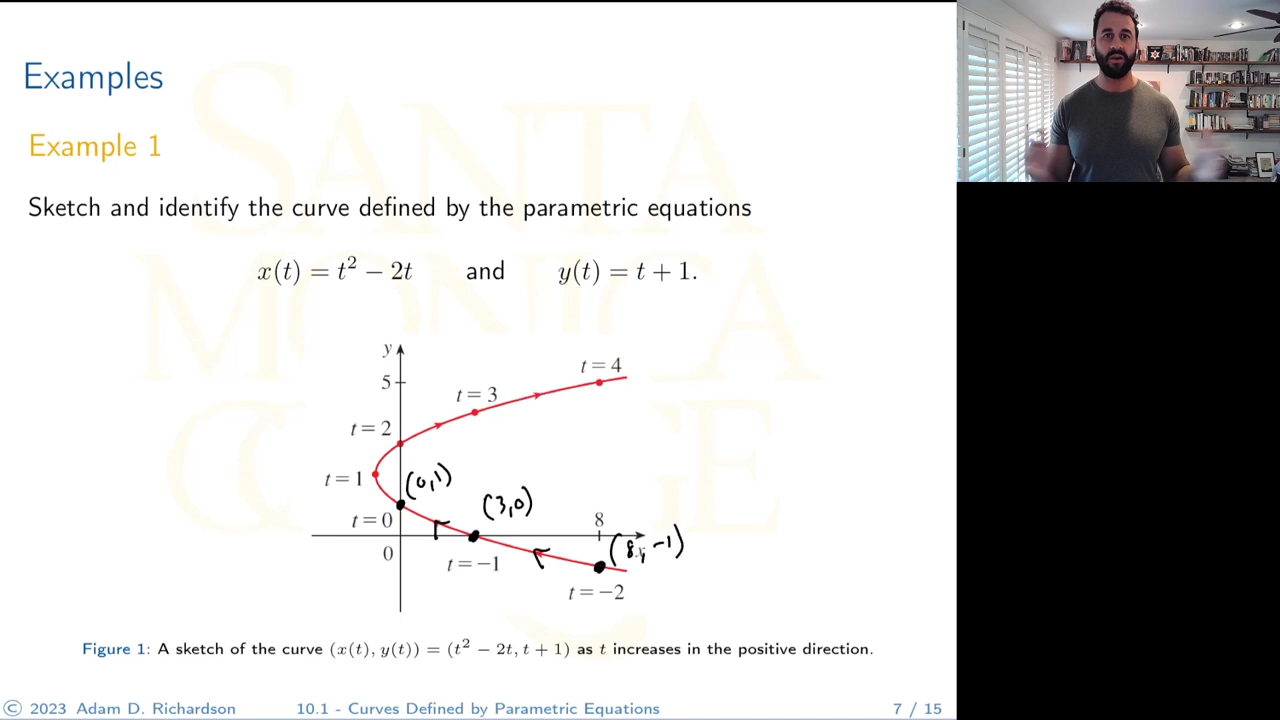 Examples
Example 1
Sketch and identify the curve defined by the parametric equations
x(t) = t² − 2t and y(t) = t + 1.
y
5
t = 4
t = 3
t = 2
t = 1
(0,1)
(3,0)
t = 0
8
(8, −1)
0
t = −1
t = −2
Figure 1: A sketch of the curve (x(t), y(t)) = (t² − 2t, t + 1) as t increases in the positive direction.
© 2023 Adam D. Richardson 10.1 - Curves Defined by Parametric Equations 7 / 15
SANTA
MONICA
COLLEGE